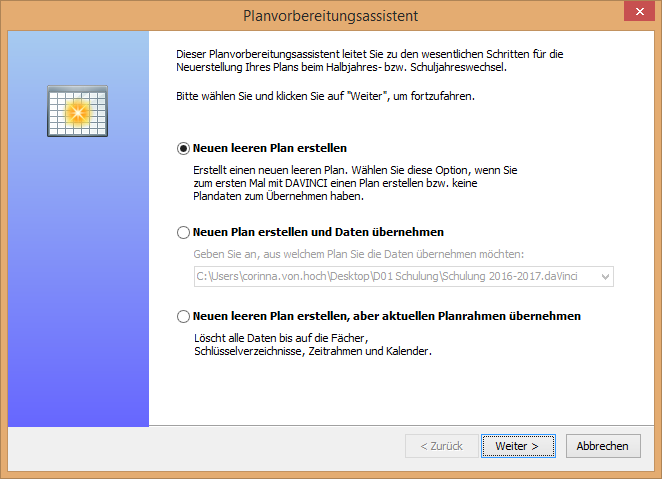 Planvorbereitungsassistent
Dieser Planvorbereitungsassistent leitet Sie zu den wesentlichen Schritten für die
Neuerstellung Ihres Plans beim Halbjahres- bzw. Schuljahreswechsel.
Bitte wählen Sie und klicken Sie auf "Weiter", um fortzufahren.
Neuen leeren Plan erstellen
Erstellt einen neuen leeren Plan. Wählen Sie diese Option, wenn Sie
zum ersten Mal mit DAVINCI einen Plan erstellen bzw. keine
Plandaten zum Übernehmen haben.
Neuen Plan erstellen und Daten übernehmen
Geben Sie an, aus welchem Plan Sie die Daten übernehmen möchten:
C:\Users\corinna.von.hoch\Desktop\D01 Schulung\Schulung 2016-2017.daVinci
Neuen leeren Plan erstellen, aber aktuellen Planrahmen übernehmen
Löscht alle Daten bis auf die Fächer,
Schlüsselverzeichnisse, Zeitrahmen und Kalender.
< Zurück Weiter > Abbrechen